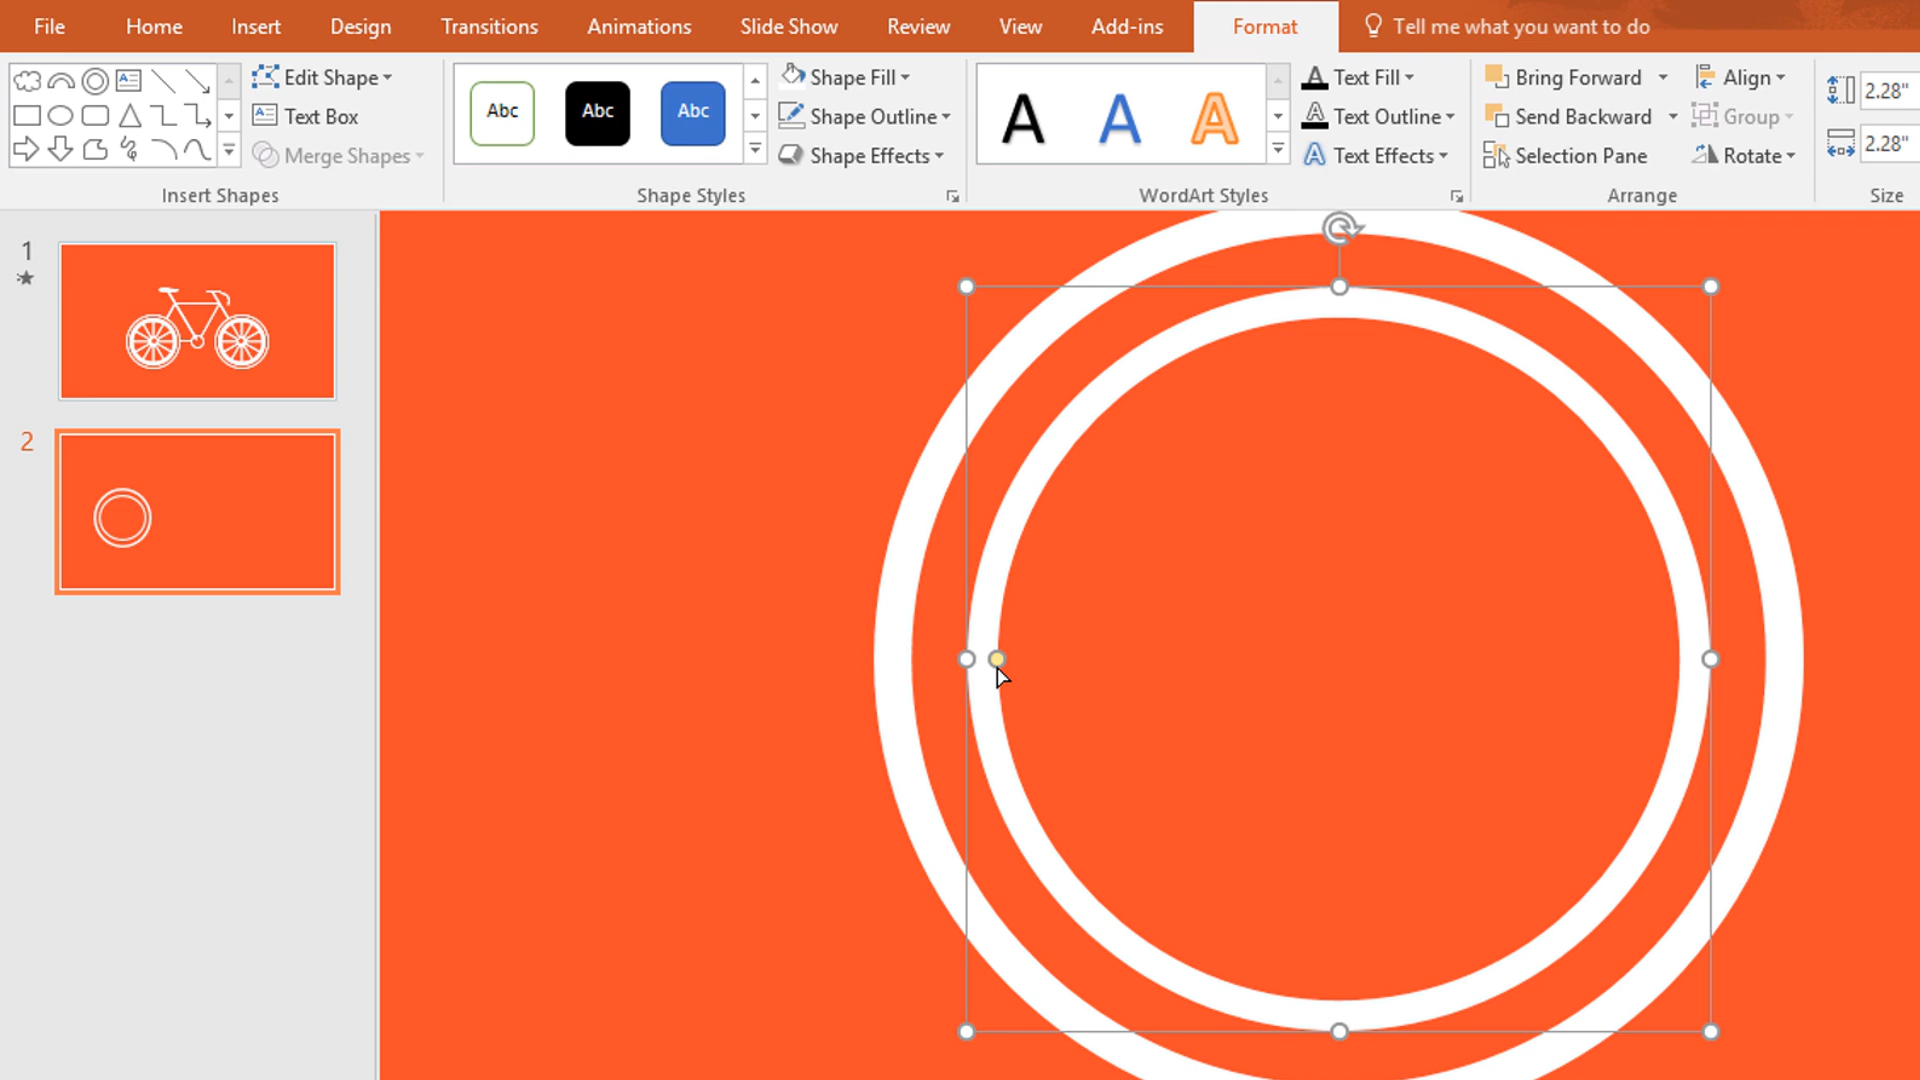 File Home Insert Design Transitions Animations Slide Show Review View Add-ins Format Tell me what you want to do
Edit Shape
Text Box
Merge Shapes
Insert Shapes
Abc Abc Abc
Shape Fill
Shape Outline
Shape Effects
Shape Styles
A A A
Text Fill
Text Outline
Text Effects
WordArt Styles
Bring Forward
Send Backward
Selection Pane
Align
Group
Rotate
Arrange
2.28"
2.28"
Size
1
2